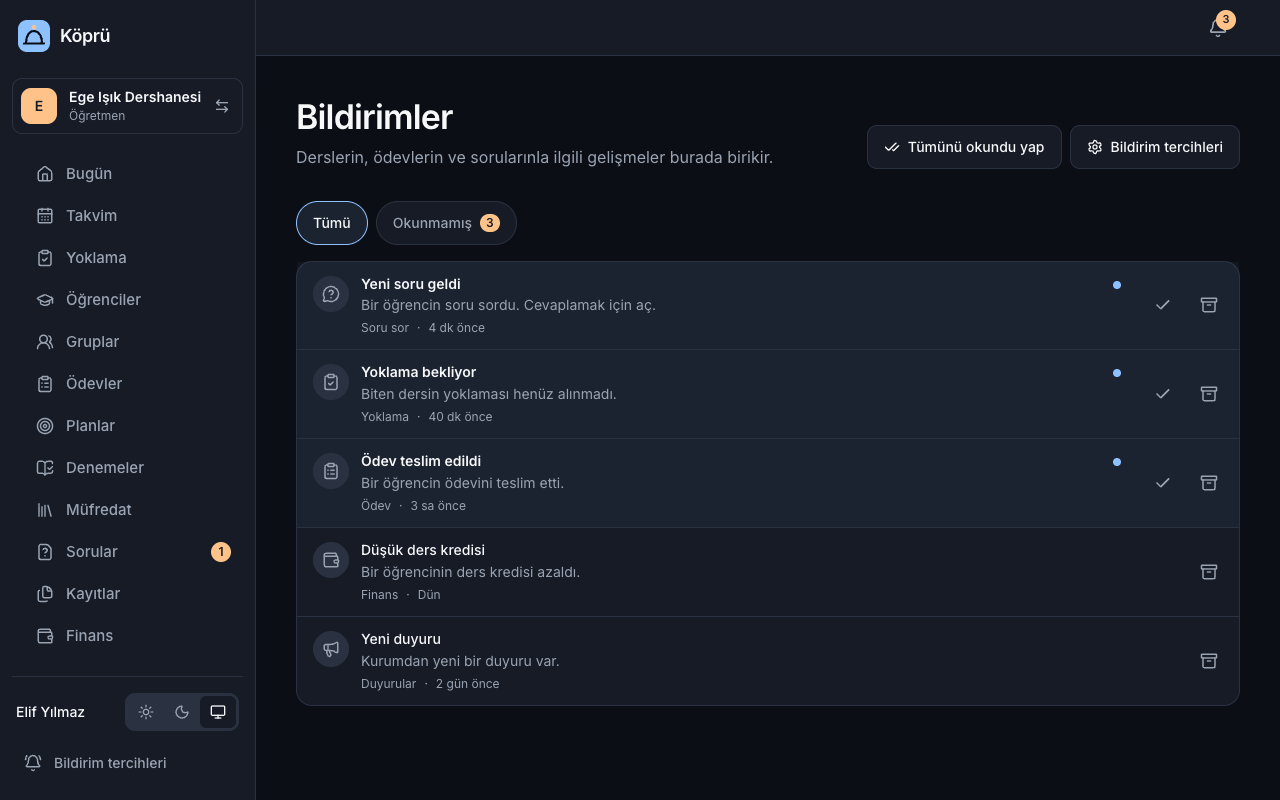 Köprü
3
E
Ege Işık Dershanesi
Öğretmen
Bugün
Takvim
Yoklama
Öğrenciler
Gruplar
Ödevler
Planlar
Denemeler
Müfredat
Sorular 1
Kayıtlar
Finans
Elif Yılmaz
Bildirim tercihleri
Bildirimler
Derslerin, ödevlerin ve sorularınla ilgili gelişmeler burada birikir.
Tümünü okundu yap
Bildirim tercihleri
Tümü
Okunmamış 3
Yeni soru geldi
Bir öğrencin soru sordu. Cevaplamak için aç.
Soru sor · 4 dk önce
Yoklama bekliyor
Biten dersin yoklaması henüz alınmadı.
Yoklama · 40 dk önce
Ödev teslim edildi
Bir öğrencin ödevini teslim etti.
Ödev · 3 sa önce
Düşük ders kredisi
Bir öğrencinin ders kredisi azaldı.
Finans · Dün
Yeni duyuru
Kurumdan yeni bir duyuru var.
Duyurular · 2 gün önce